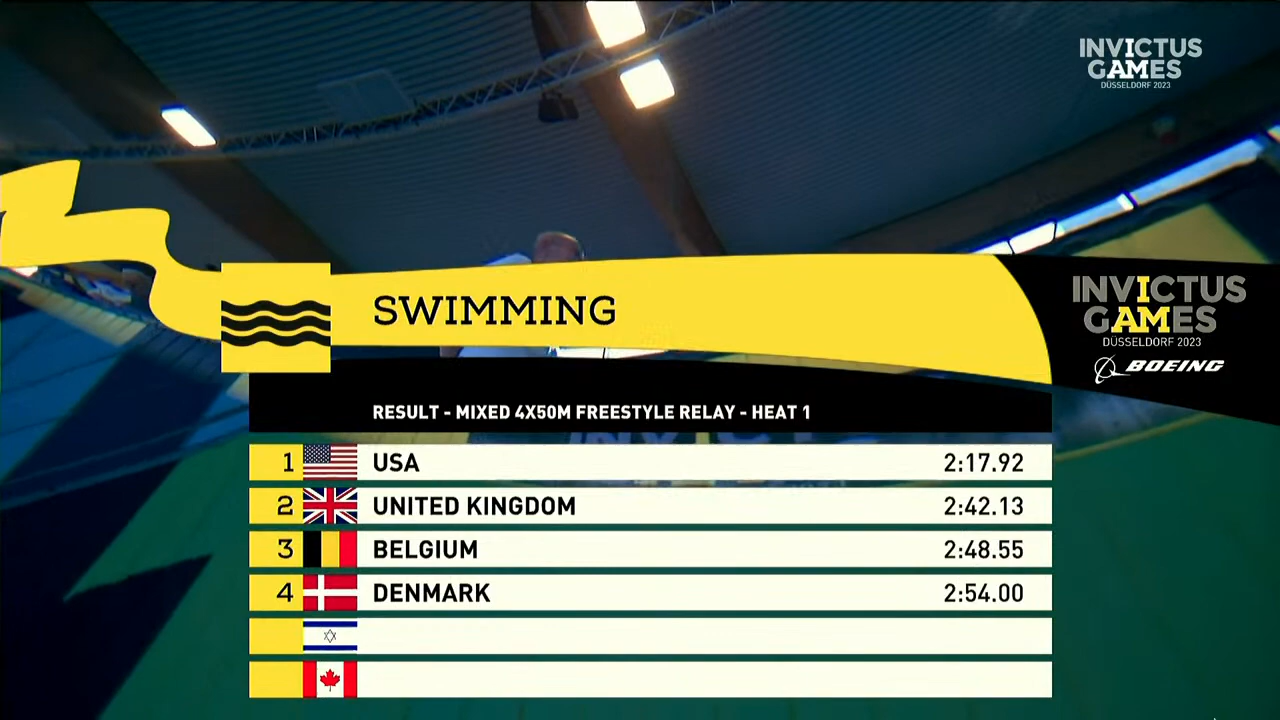 INVICTUS
GAMES
DÜSSELDORF 2023
SWIMMING
INVICTUS
GAMES
DÜSSELDORF 2023
BOEING
RESULT - MIXED 4X50M FREESTYLE RELAY - HEAT 1
1 USA 2:17.92
2 UNITED KINGDOM 2:42.13
3 BELGIUM 2:48.55
4 DENMARK 2:54.00